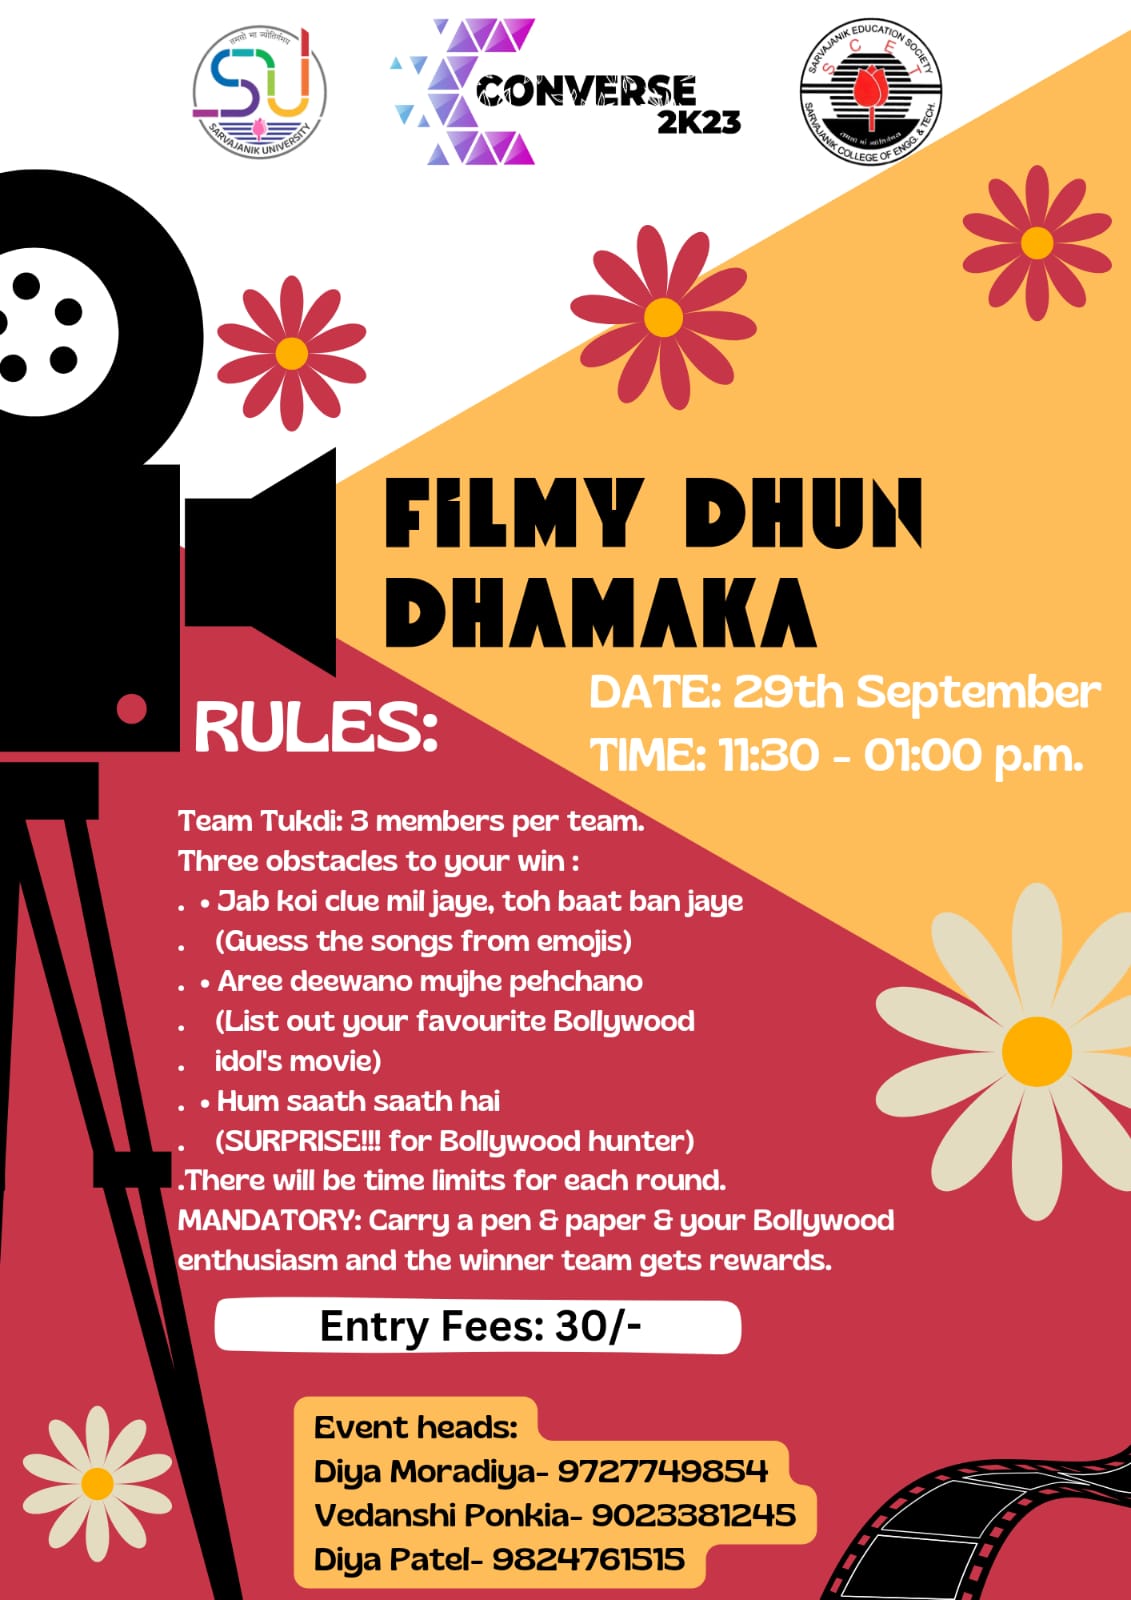 तमसो मा ज्योतिर्गमय
SU
SARVAJANIK UNIVERSITY
CONVERSE
2K23
SARVAJANIK EDUCATION SOCIETY
SCET
SARVAJANIK COLLEGE OF ENGG. & TECH.
FILMY DHUN
DHAMAKA
DATE: 29th September
TIME: 11:30 - 01:00 p.m.
RULES:
Team Tukdi: 3 members per team.
Three obstacles to your win :
. • Jab koi clue mil jaye, toh baat ban jaye
. (Guess the songs from emojis)
. • Aree deewano mujhe pehchano
. (List out your favourite Bollywood
. idol's movie)
. • Hum saath saath hai
. (SURPRISE!!! for Bollywood hunter)
.There will be time limits for each round.
MANDATORY: Carry a pen & paper & your Bollywood
enthusiasm and the winner team gets rewards.
Entry Fees: 30/-
Event heads:
Diya Moradiya- 9727749854
Vedanshi Ponkia- 9023381245
Diya Patel- 9824761515